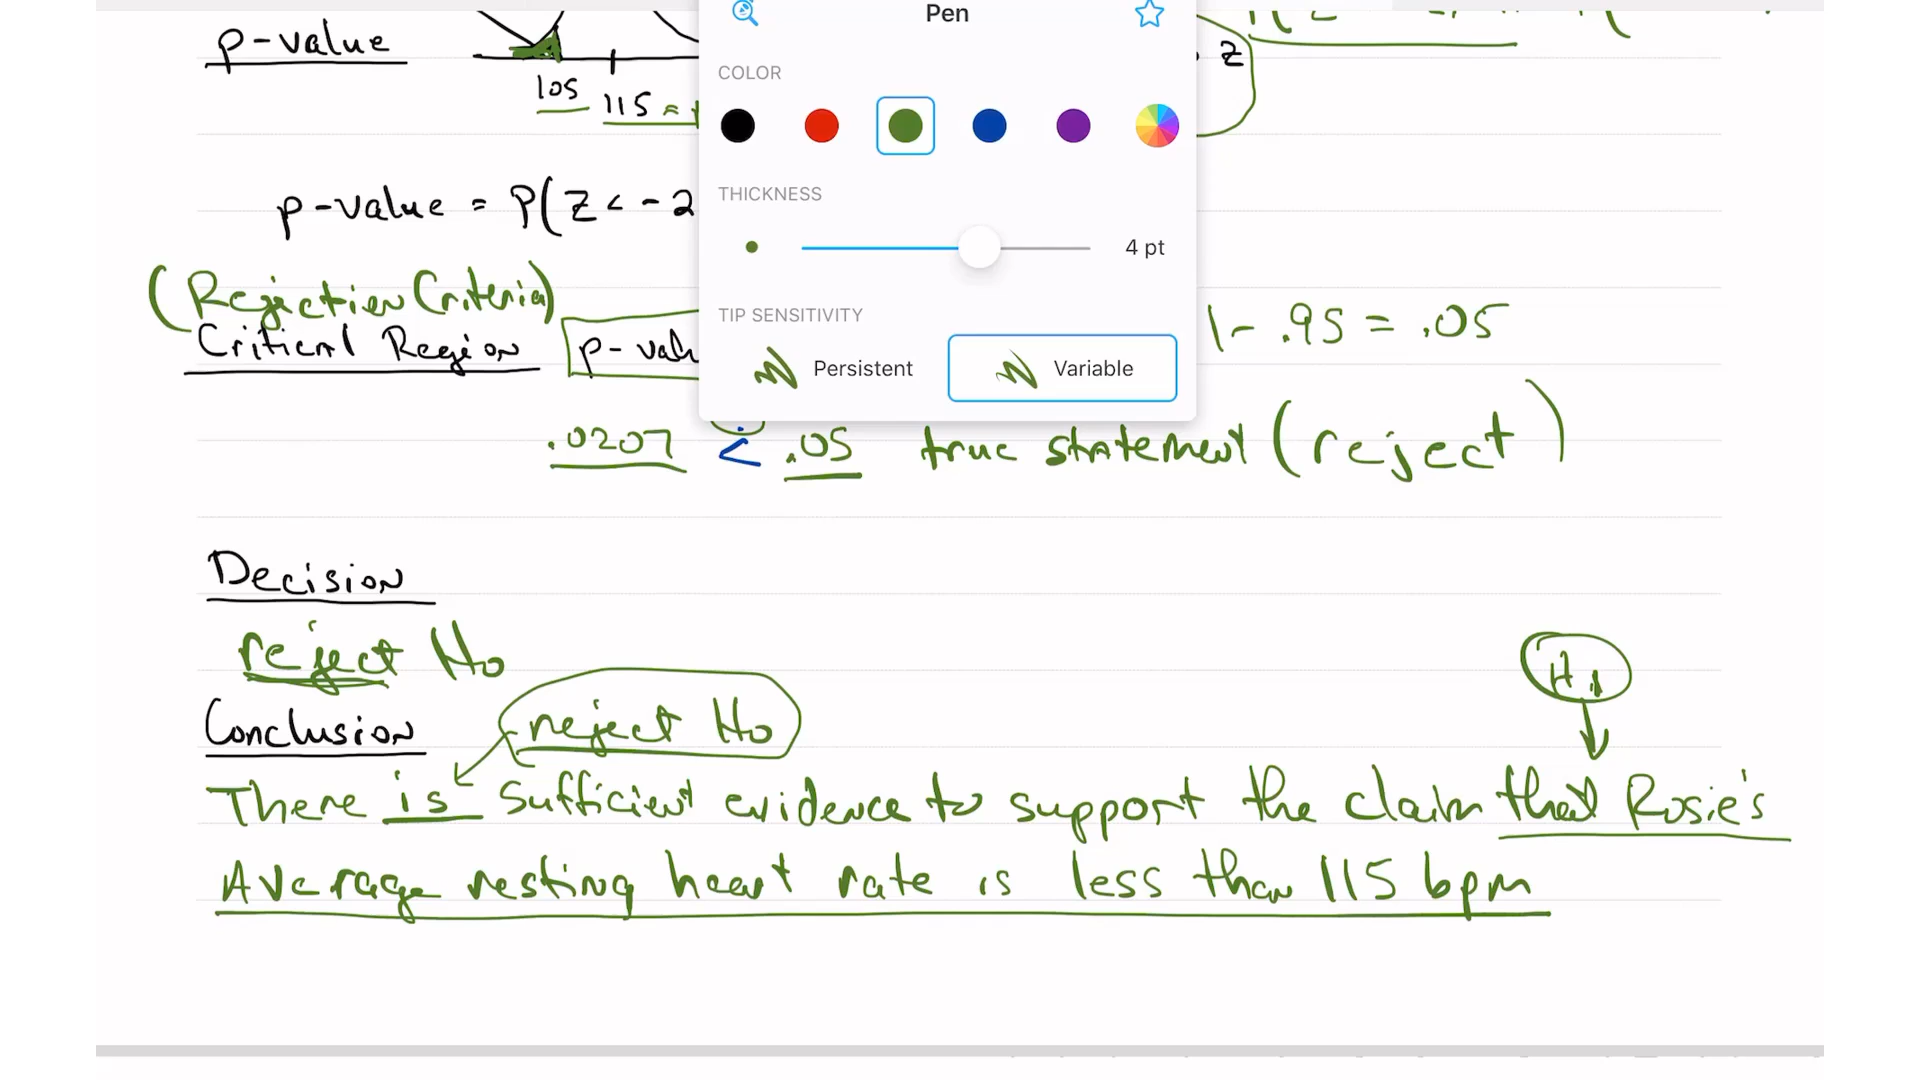 Pen
p-value
Z
105
115 =
COLOR
p-value = P(Z < -2
THICKNESS
4 pt
(Rejection Criteria)
Critical Region
p-valu
TIP SENSITIVITY
Persistent
Variable
1- .95 = .05
.0207 < .05 true statement (reject)
Decision
reject Ho
H1
Conclusion
reject Ho
There is sufficient evidence to support the claim that Rosie's
Average resting heart rate is less than 115 bpm